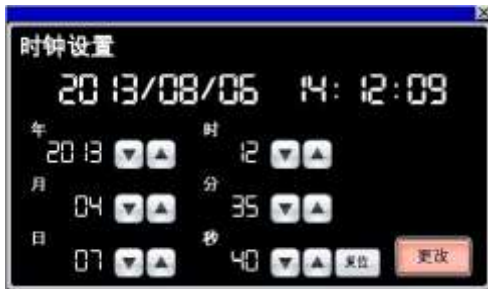 时钟设置
2013/08/06 14:12:09
年 时
2013 12
月 分
04 35
日 秒
07 40 复位 更改